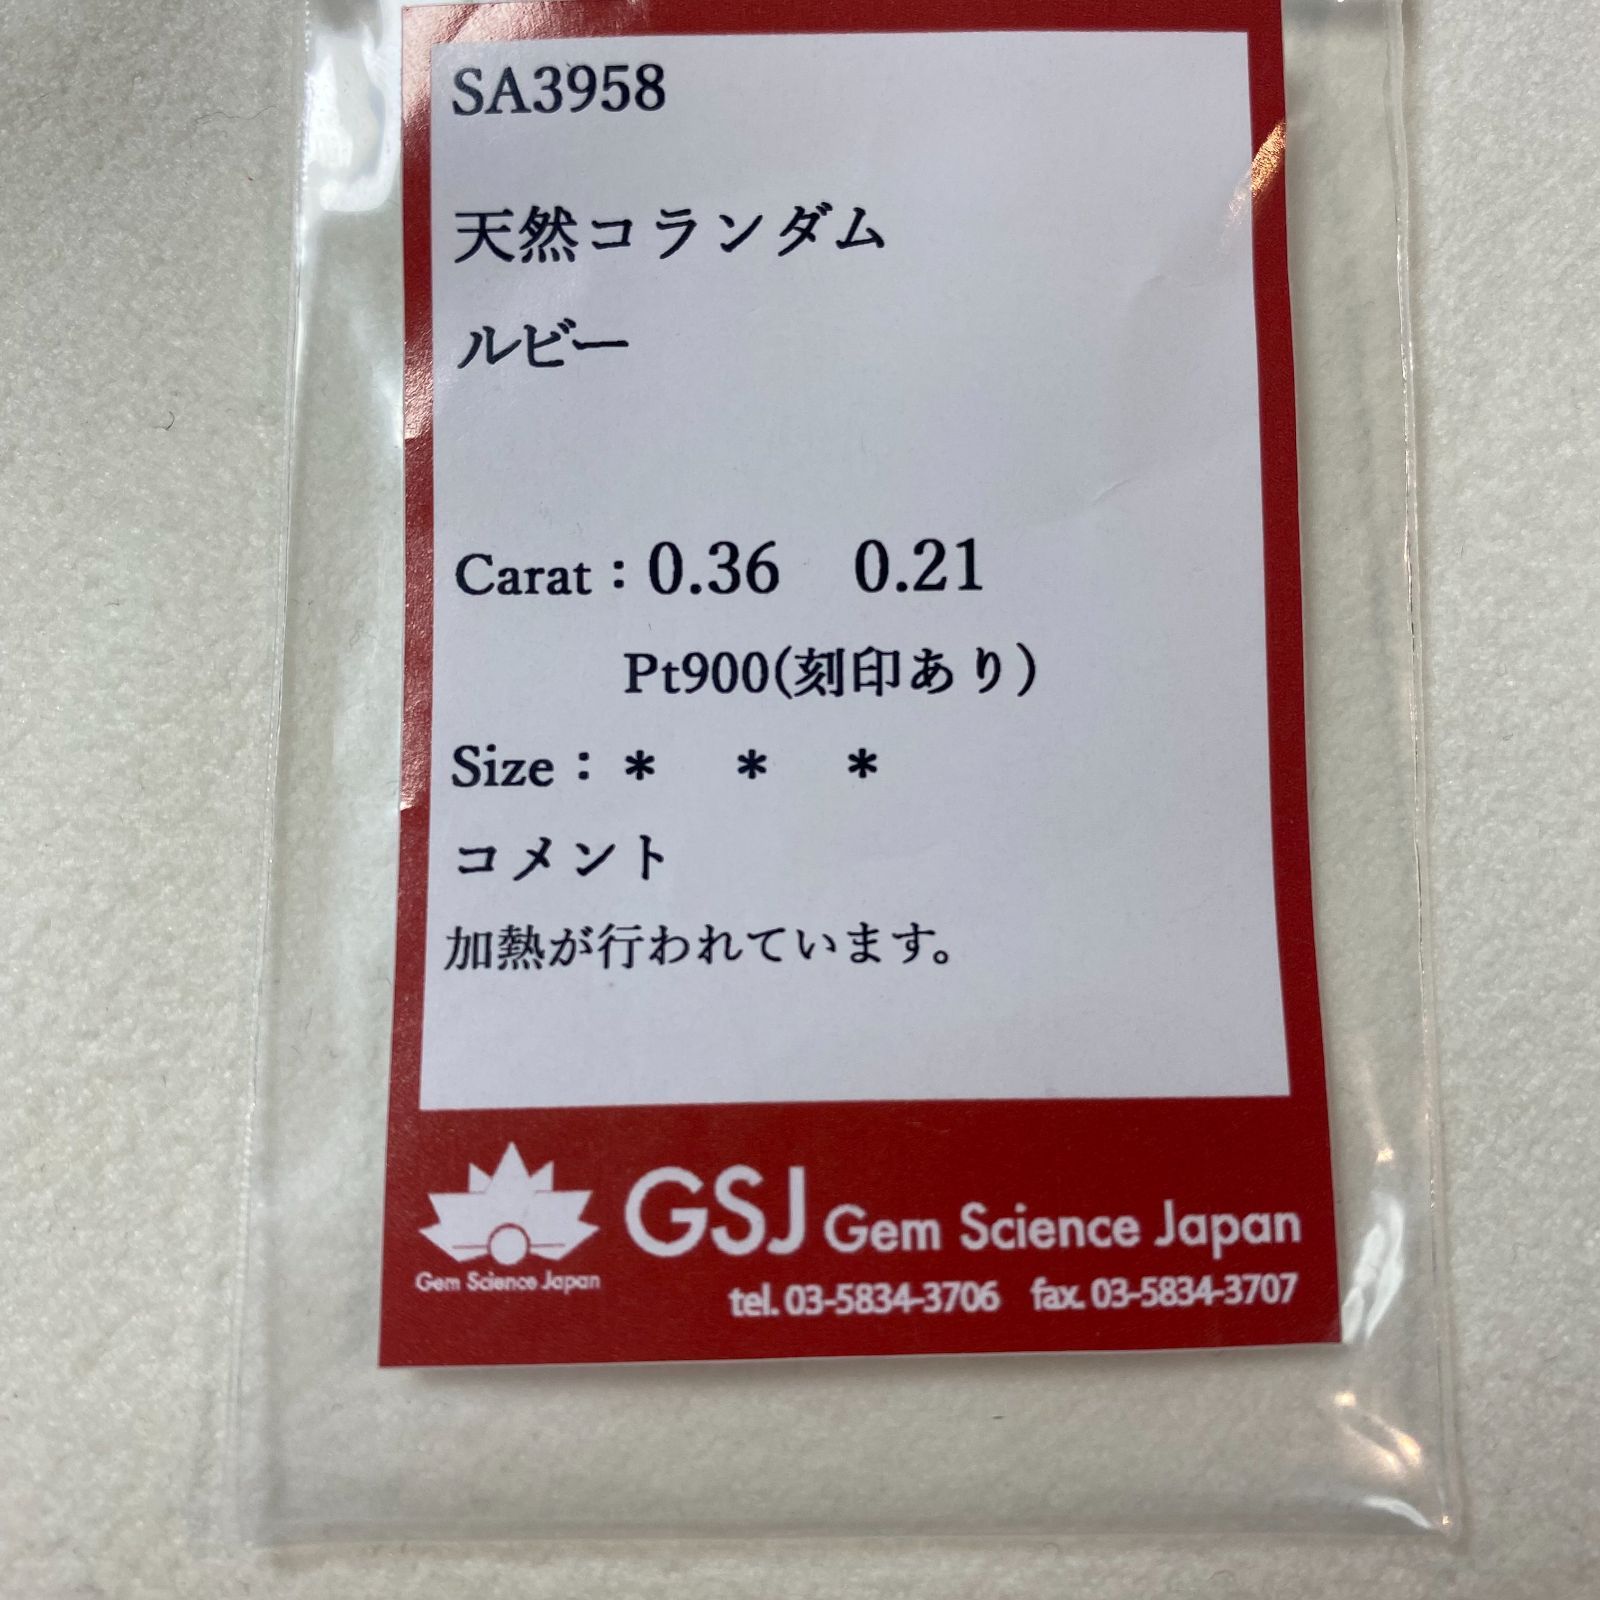 SA3958
天然コランダム
ルビー
Carat：0.36 0.21
Pt900(刻印あり)
Size：* * *
コメント
加熱が行われています。
GSJ Gem Science Japan
Gem Science Japan
tel. 03-5834-3706 fax. 03-5834-3707